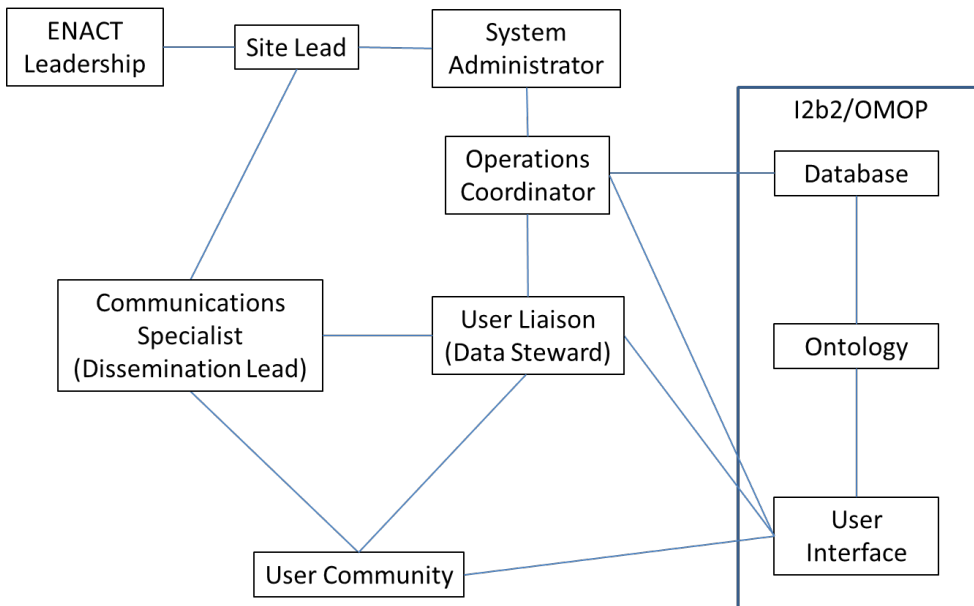 ENACT
Leadership
Site Lead
System
Administrator
I2b2/OMOP
Operations
Coordinator
Database
Communications
Specialist
(Dissemination Lead)
User Liaison
(Data Steward)
Ontology
User Community
User
Interface